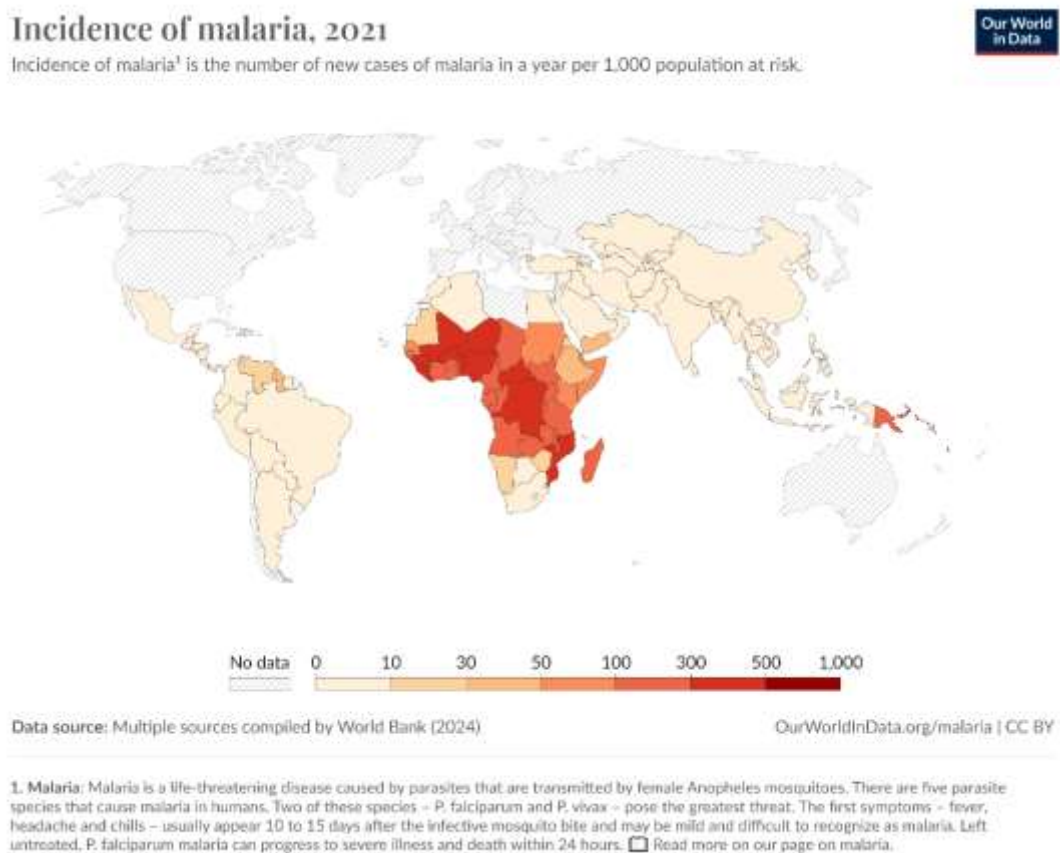 Incidence of malaria, 2021
Our World
in Data
Incidence of malaria¹ is the number of new cases of malaria in a year per 1,000 population at risk.
No data 0 10 30 50 100 300 500 1,000
Data source: Multiple sources compiled by World Bank (2024)
OurWorldInData.org/malaria | CC BY
1. Malaria: Malaria is a life-threatening disease caused by parasites that are transmitted by female Anopheles mosquitoes. There are five parasite
species that cause malaria in humans. Two of these species – P. falciparum and P. vivax – pose the greatest threat. The first symptoms – fever,
headache and chills – usually appear 10 to 15 days after the infective mosquito bite and may be mild and difficult to recognize as malaria. Left
untreated, P. falciparum malaria can progress to severe illness and death within 24 hours. Read more on our page on malaria.